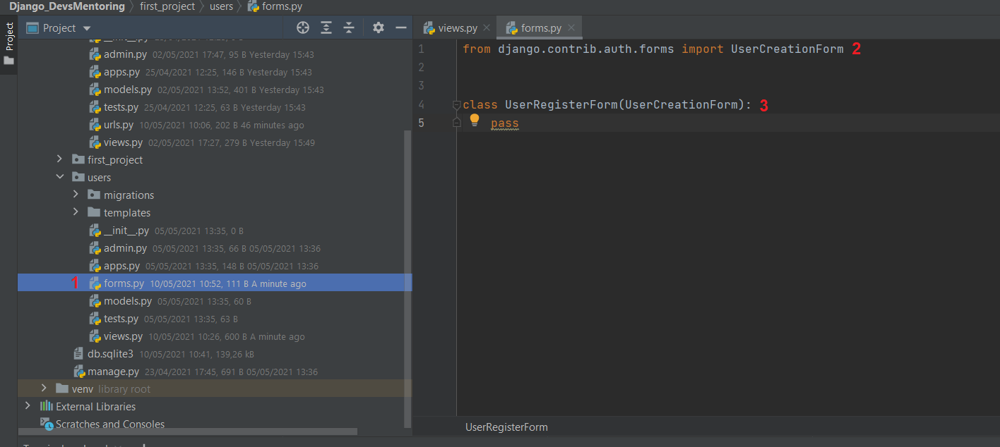 Django_DevsMentoring first_project users forms.py
Project
Project
views.py forms.py
admin.py 02/05/2021 17:47, 95 B Yesterday 15:43
apps.py 25/04/2021 12:25, 146 B Yesterday 15:43
models.py 02/05/2021 13:52, 401 B Yesterday 15:43
tests.py 25/04/2021 12:25, 63 B Yesterday 15:43
urls.py 10/05/2021 10:06, 202 B 46 minutes ago
views.py 02/05/2021 17:27, 279 B Yesterday 15:49
first_project
users
migrations
templates
__init__.py 05/05/2021 13:35, 0 B
admin.py 05/05/2021 13:35, 66 B 05/05/2021 13:36
apps.py 05/05/2021 13:35, 148 B 05/05/2021 13:36
1 forms.py 10/05/2021 10:52, 111 B A minute ago
models.py 05/05/2021 13:35, 60 B
tests.py 05/05/2021 13:35, 63 B
views.py 10/05/2021 10:26, 600 B A minute ago
db.sqlite3 10/05/2021 10:41, 139,26 kB
manage.py 23/04/2021 17:45, 691 B 05/05/2021 13:36
venv library root
External Libraries
Scratches and Consoles
1 from django.contrib.auth.forms import UserCreationForm 2
2
3
4 class UserRegisterForm(UserCreationForm): 3
5 pass
UserRegisterForm